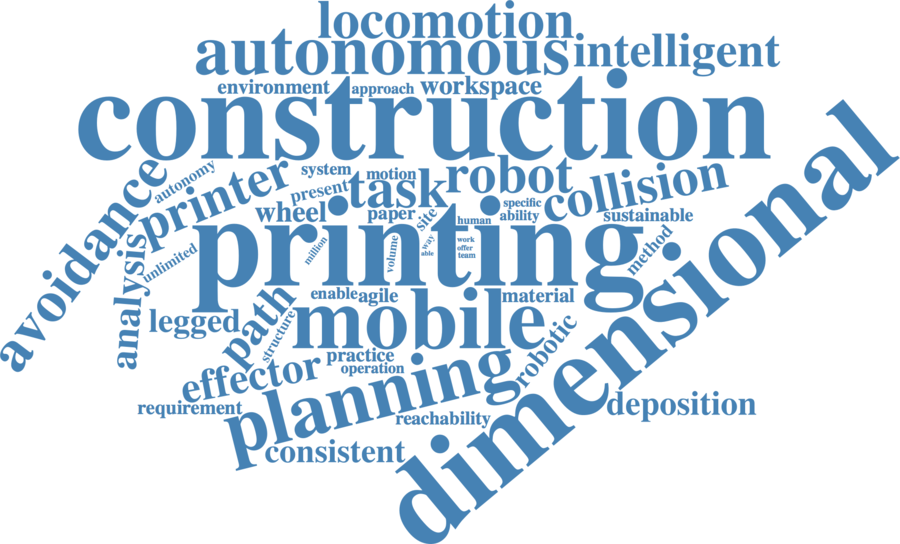 locomotion
autonomous
intelligent
environment
approach
workspace
construction
dimensional
avoidance
autonomy
printer
system
motion
present
task
robot
collision
wheel
paper
site
human
specific
ability
sustainable
analysis
unlimited
printing
million
volume
way
able
work
offer
team
method
enable
agile
material
legged
path
structure
mobile
robotic
effector
practice
operation
planning
requirement
reachability
deposition
consistent